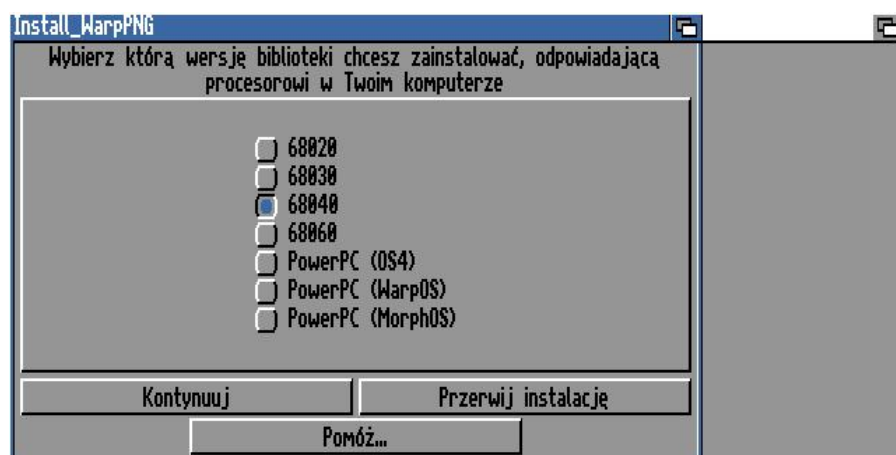 Install_WarpPNG
Wybierz którą wersję biblioteki chcesz zainstalować, odpowiadającą
procesorowi w Twoim komputerze
68020
68030
68040
68060
PowerPC (OS4)
PowerPC (WarpOS)
PowerPC (MorphOS)
Kontynuuj
Przerwij instalację
Pomóż...